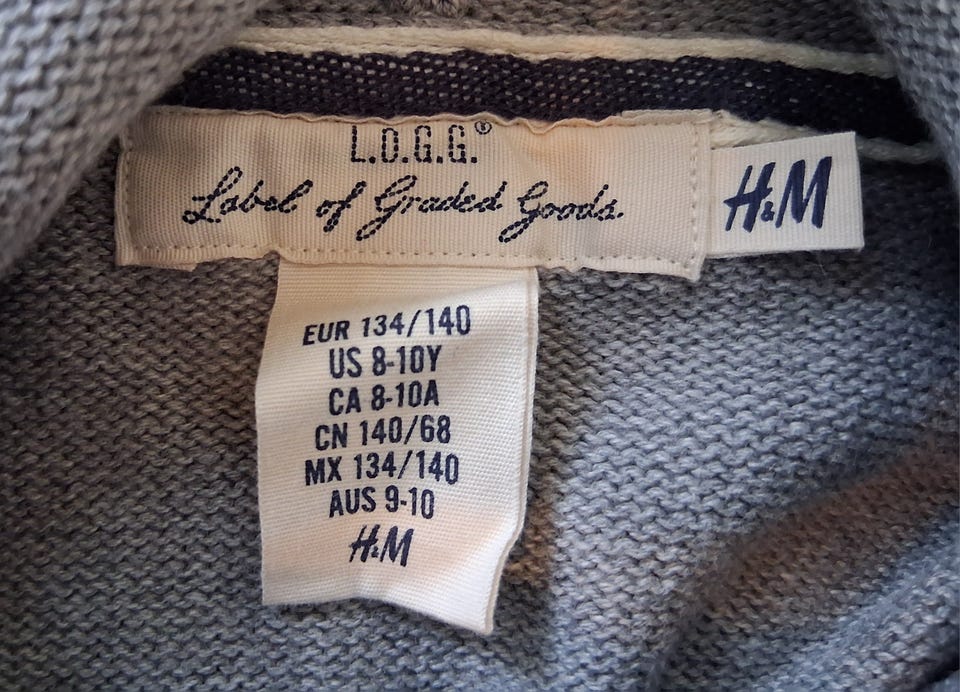 L.O.G.G.®
Label of Graded Goods
H&M
EUR 134/140
US 8-10Y
CA 8-10A
CN 140/68
MX 134/140
AUS 9-10
H&M